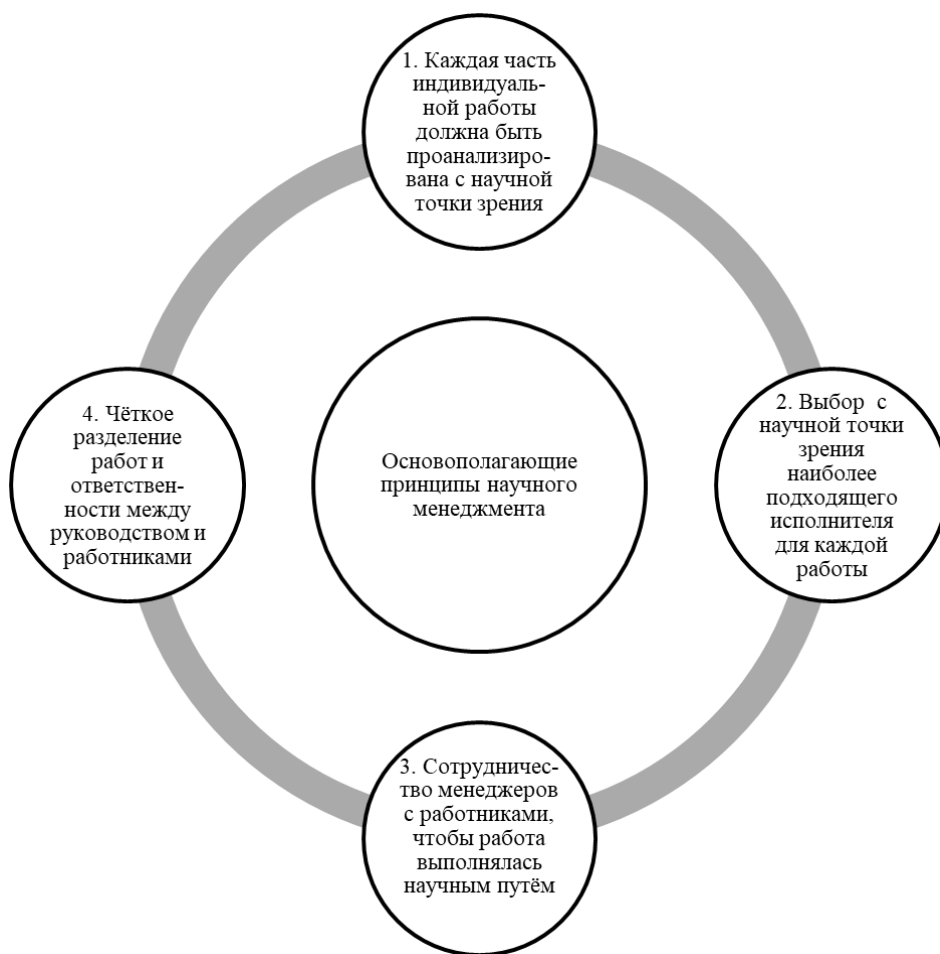 1. Каждая часть
индивидуаль-
ной работы
должна быть
проанализиро-
вана с научной
точки зрения
2. Выбор с
научной точки
зрения
наиболее
подходящего
исполнителя
для каждой
работы
3. Сотрудничес-
тво менеджеров
с работниками,
чтобы работа
выполнялась
научным путём
4. Чёткое
разделение
работ и
ответствен-
ности между
руководством и
работниками
Основополагающие
принципы научного
менеджмента